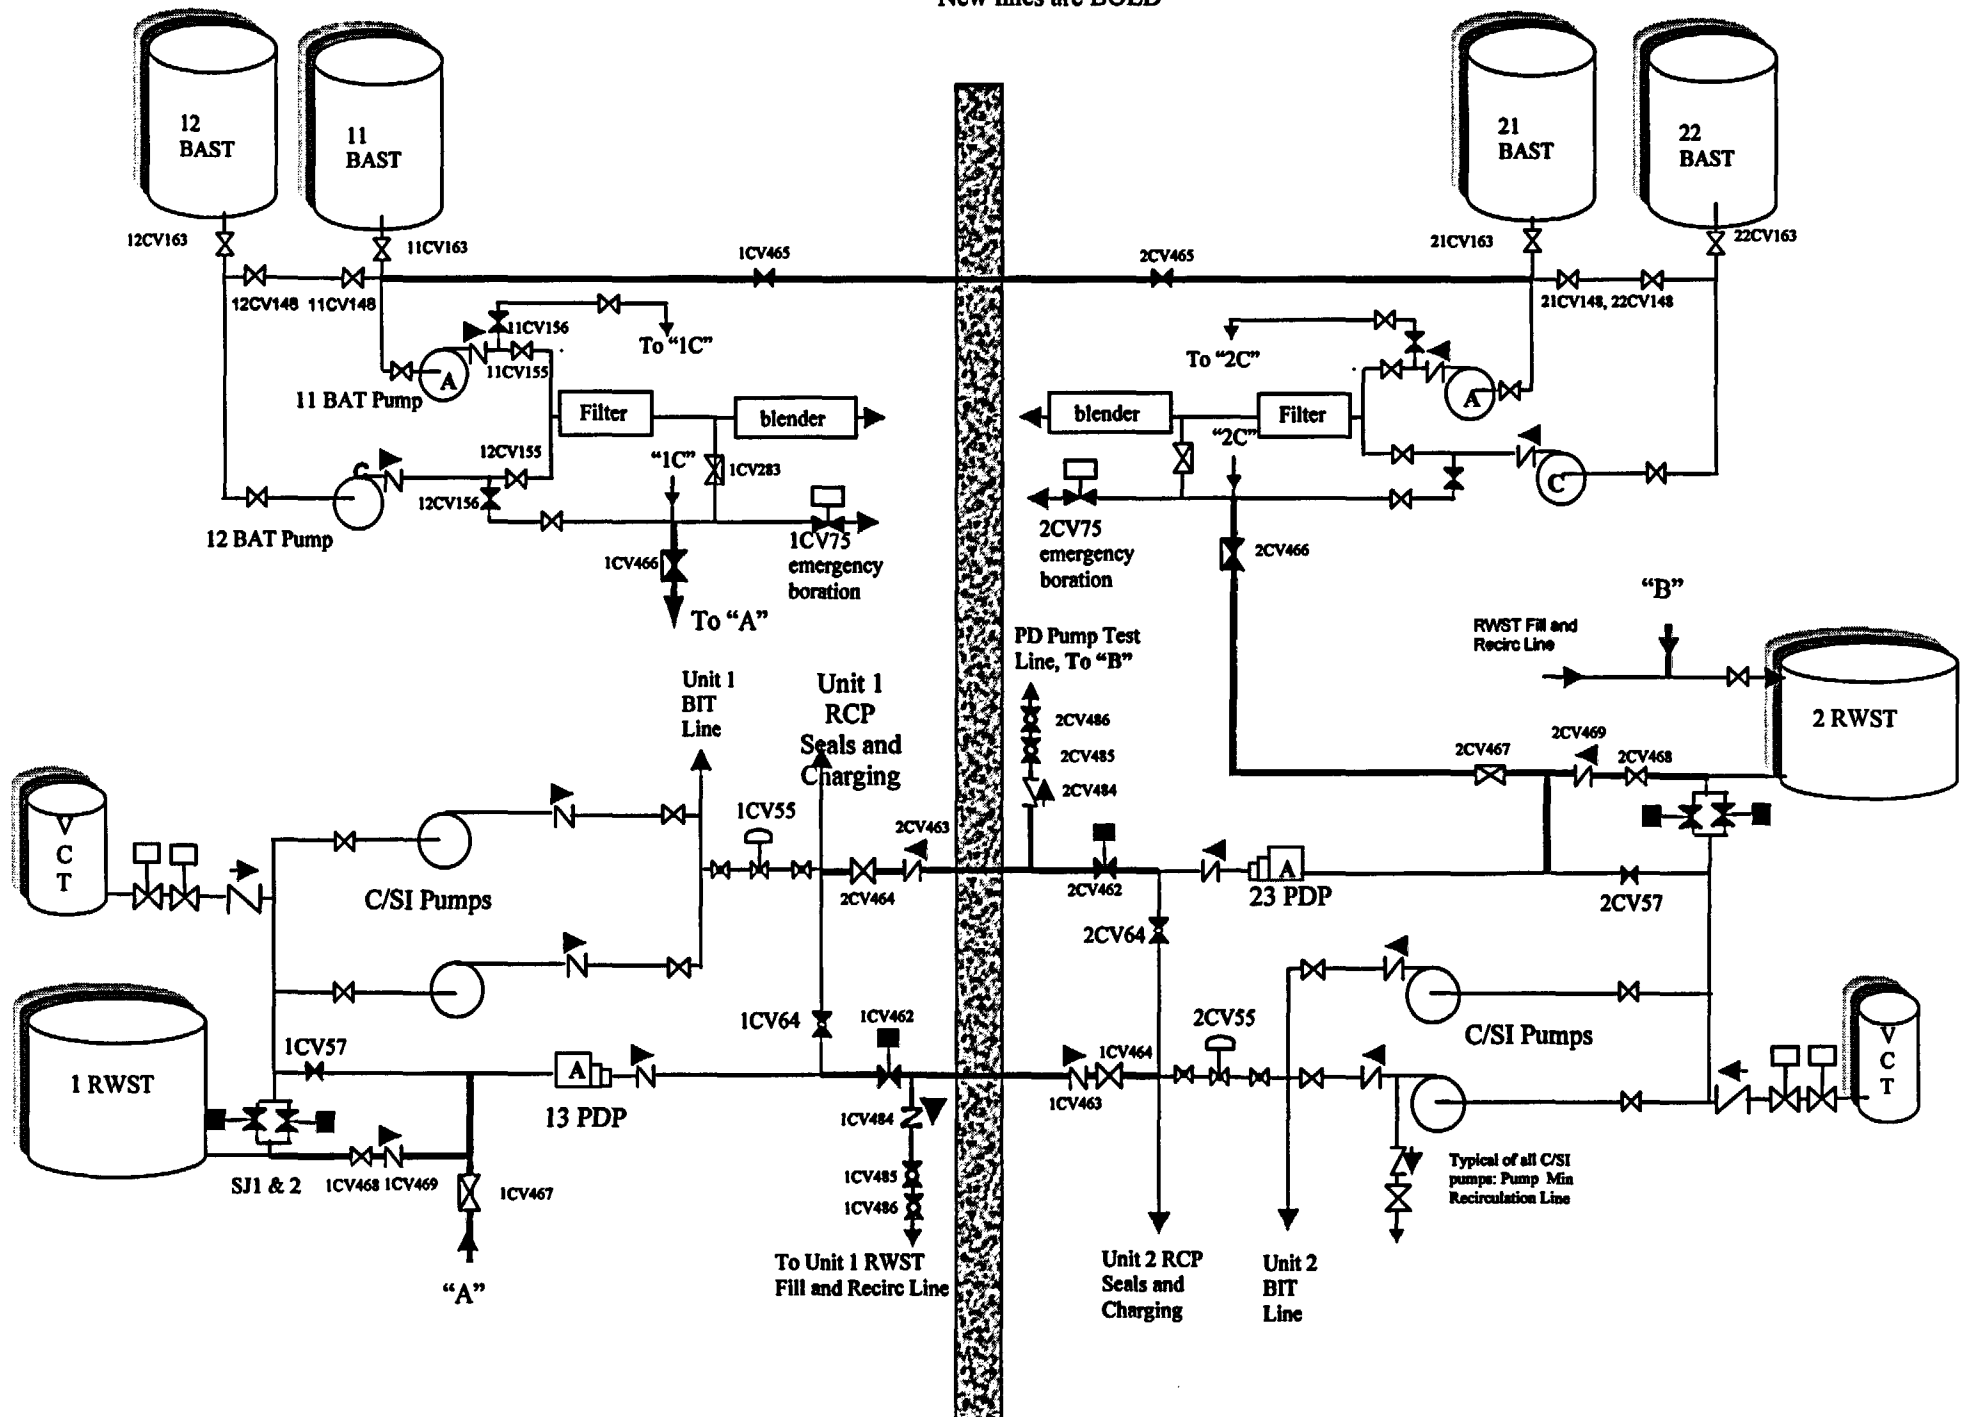 New lines are BOLD
12
BAST
11
BAST
21
BAST
22
BAST
12CV163
11CV163
21CV163
22CV163
1CV465
2CV465
12CV148
11CV148
21CV148, 22CV148
11CV156
To “1C”
11CV155
11 BAT Pump
A
Filter
blender
To “2C”
A
blender
Filter
“2C”
12CV155
“1C”
1CV283
C
12CV156
12 BAT Pump
1CV466
1CV75
emergency
boration
To “A”
2CV75
emergency
boration
2CV466
C
“B”
RWST Fill and
Recirc Line
2 RWST
PD Pump Test
Line, To “B”
2CV486
2CV485
2CV484
2CV467
2CV469
2CV468
Unit 1
BIT
Line
Unit 1
RCP
Seals and
Charging
V
C
T
1CV55
2CV463
2CV464
C/SI Pumps
2CV462
A
23 PDP
2CV57
2CV64
1 RWST
1CV57
A
13 PDP
1CV64
1CV462
1CV484
1CV485
1CV486
SJ1 & 2
1CV468
1CV469
1CV467
“A”
To Unit 1 RWST
Fill and Recirc Line
1CV464
1CV463
2CV55
C/SI Pumps
V
C
T
Typical of all C/SI
pumps: Pump Min
Recirculation Line
Unit 2 RCP
Seals and
Charging
Unit 2
BIT
Line